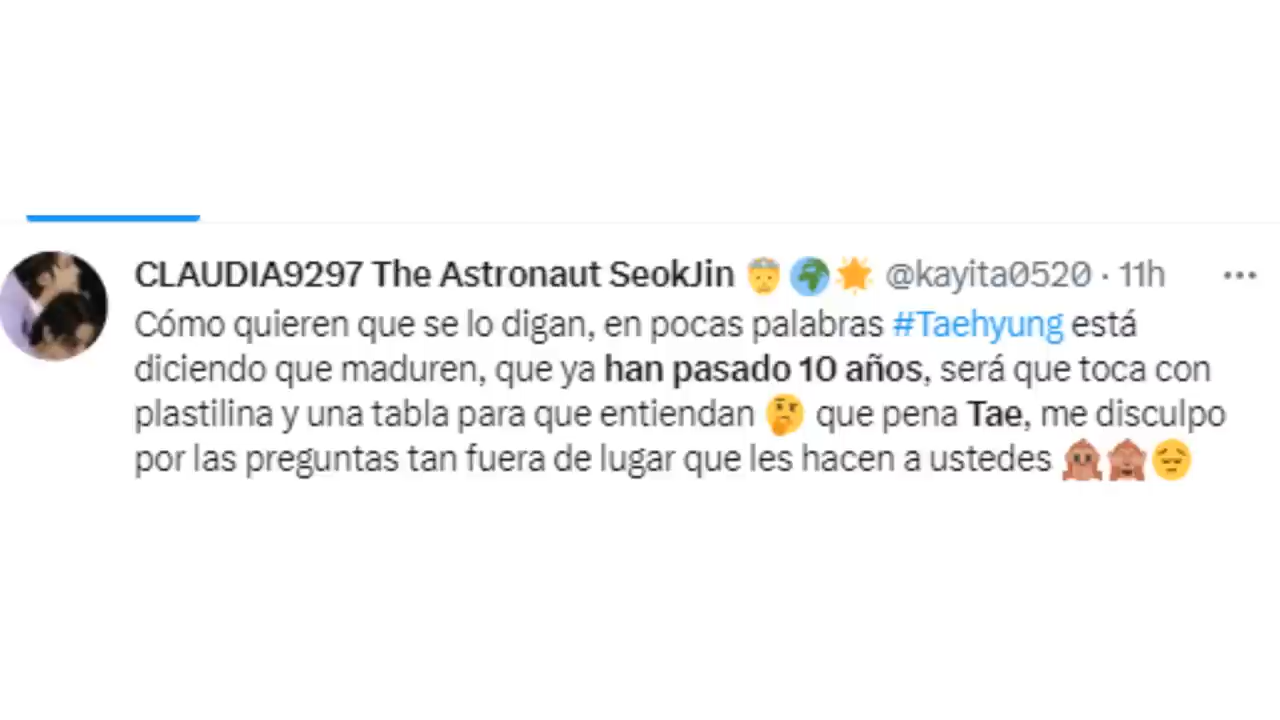 CLAUDIA9297 The Astronaut SeokJin 🤯🌍🌟 @kayita0520 · 11h ...
Cómo quieren que se lo digan, en pocas palabras #Taehyung está
diciendo que maduren, que ya han pasado 10 años, será que toca con
plastilina y una tabla para que entiendan 🤔 que pena Tae, me disculpo
por las preguntas tan fuera de lugar que les hacen a ustedes 🙊🙈😔